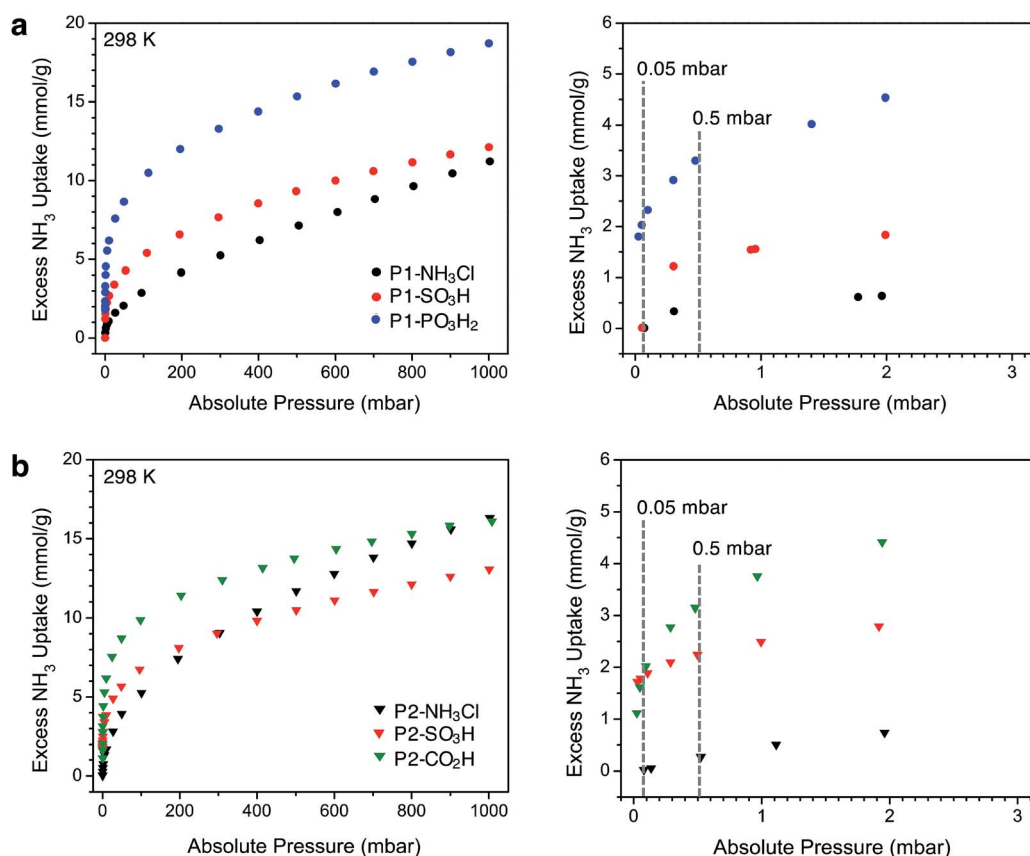 a
298 K
Excess NH₃ Uptake (mmol/g)
20
15
10
5
0
P1-NH₃Cl
P1-SO₃H
P1-PO₃H₂
0 200 400 600 800 1000
Absolute Pressure (mbar)
Excess NH₃ Uptake (mmol/g)
6
5
4
3
2
1
0
0.05 mbar
0.5 mbar
0 1 2 3
Absolute Pressure (mbar)
b
298 K
Excess NH₃ Uptake (mmol/g)
20
15
10
5
0
P2-NH₃Cl
P2-SO₃H
P2-CO₂H
0 200 400 600 800 1000
Absolute Pressure (mbar)
Excess NH₃ Uptake (mmol/g)
6
5
4
3
2
1
0
0.05 mbar
0.5 mbar
0 1 2 3
Absolute Pressure (mbar)